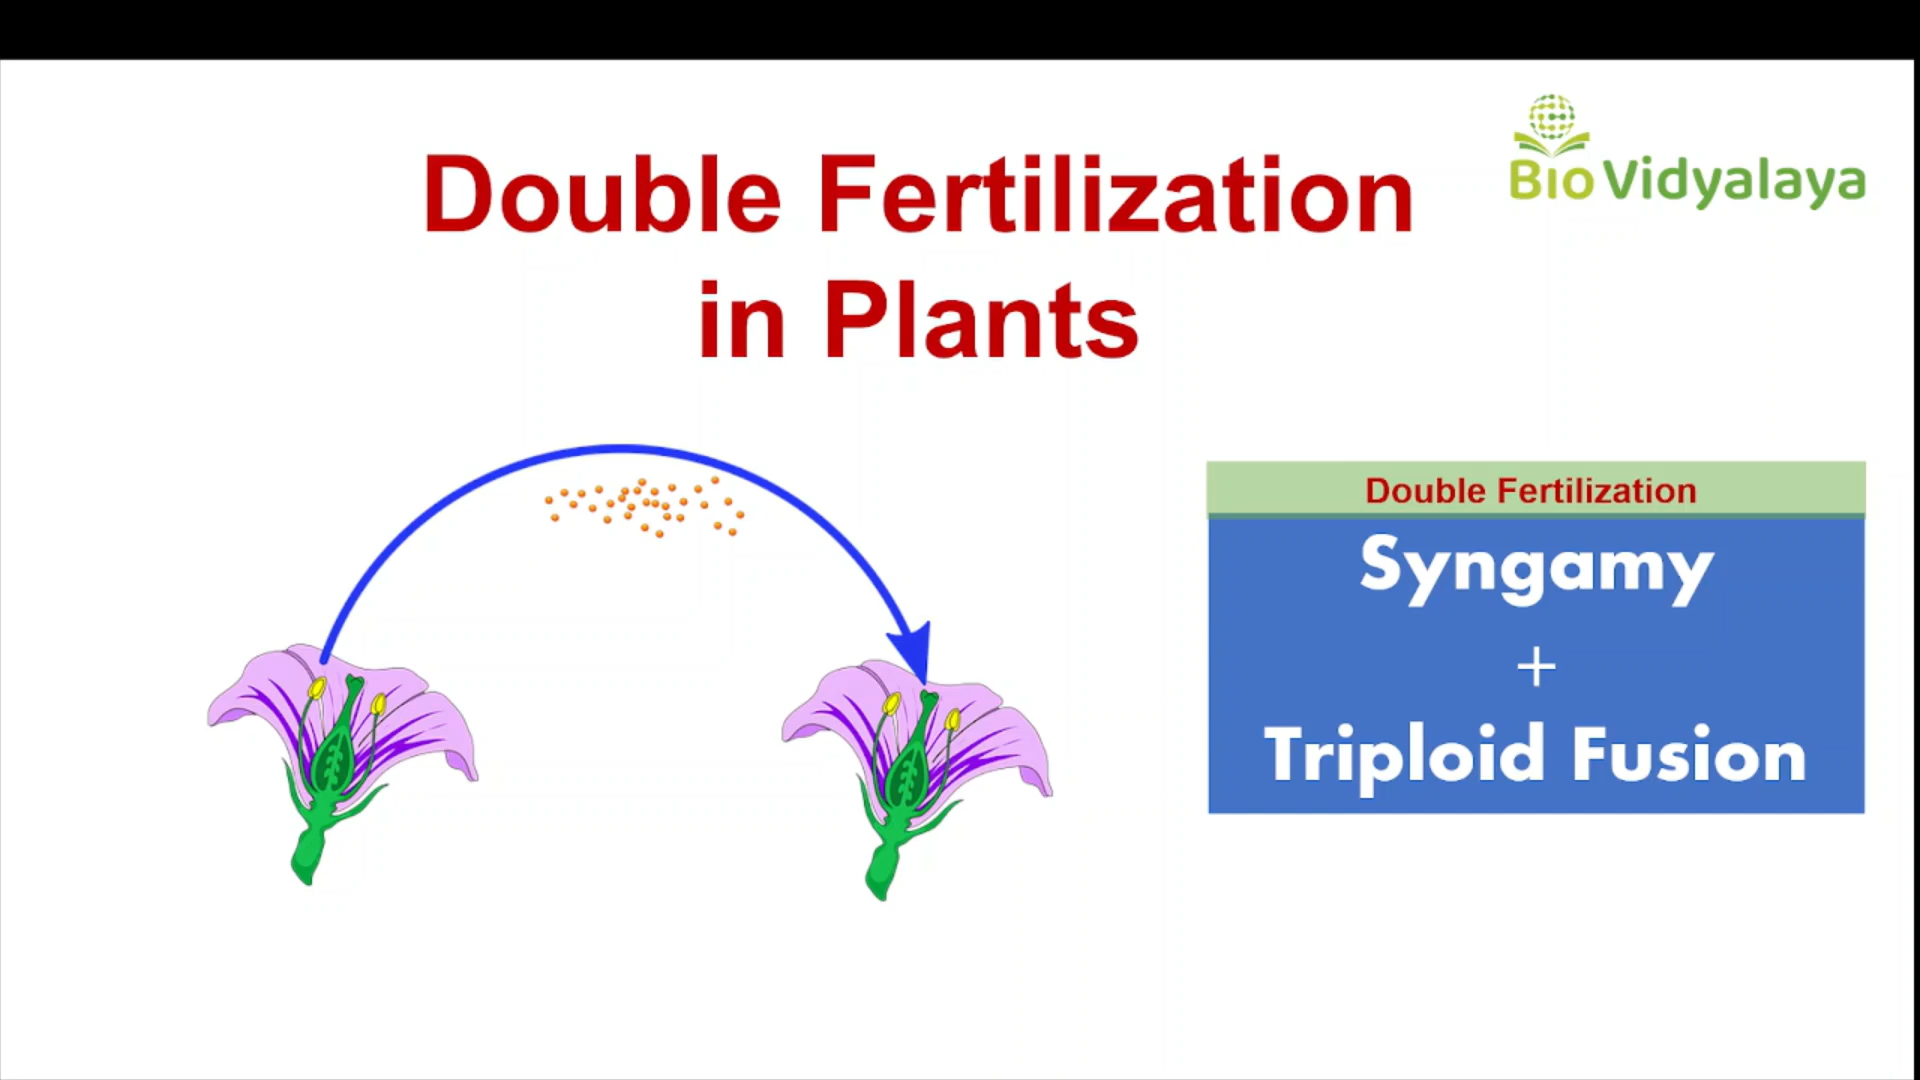 Double Fertilization
in Plants
Bio Vidyalaya
Double Fertilization
Syngamy
+
Triploid Fusion